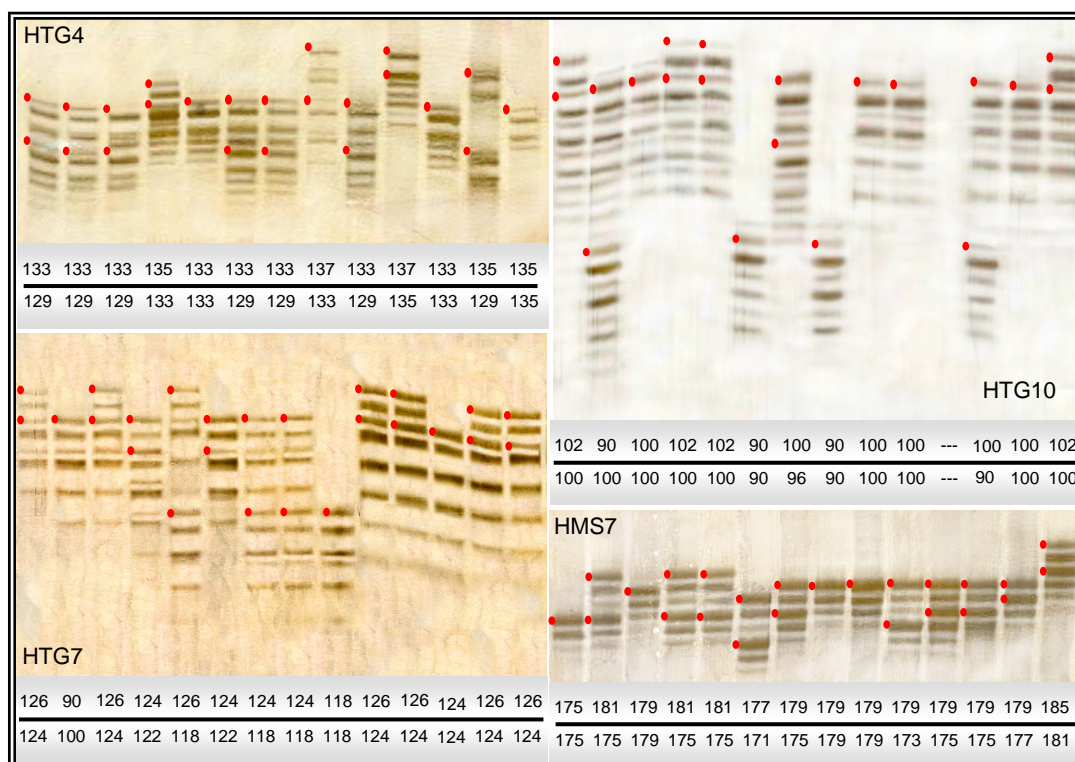 HTG4
133 133 133 135 133 133 133 137 133 137 133 135 135
129 129 129 133 133 129 129 133 129 135 133 129 135
HTG7
126 90 126 124 126 124 124 124 118 126 126 124 126 126
124 100 124 122 118 122 118 118 118 124 124 124 124 124
HTG10
102 90 100 102 102 90 100 90 100 100 --- 100 100 102
100 90 100 100 100 90 96 90 100 100 --- 90 100 100
HMS7
175 181 179 181 181 177 179 179 179 179 179 179 179 185
175 175 179 175 175 171 175 179 179 173 175 175 177 181